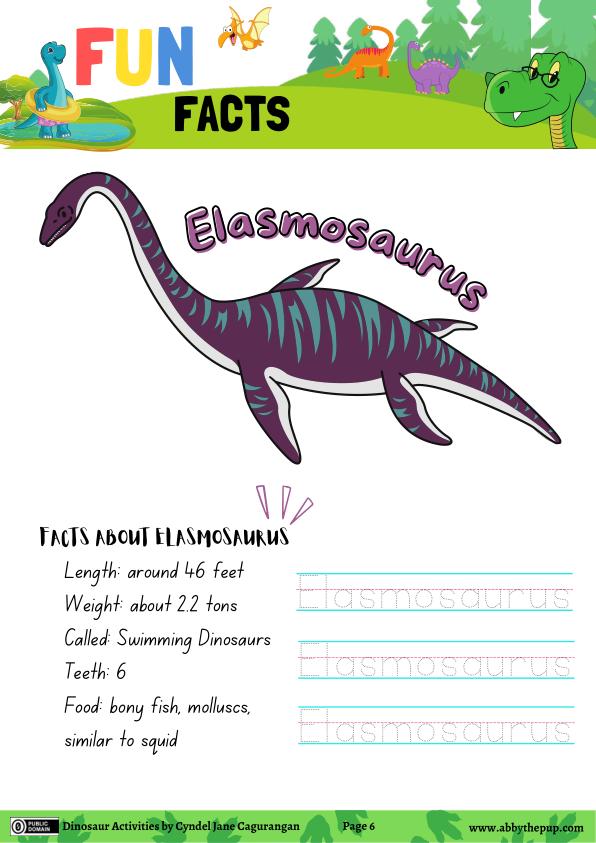 FUN
FACTS
Elasmosaurus
FACTS ABOUT ELASMOSAURUS
Length: around 46 feet
Weight: about 2.2 tons
Called: Swimming Dinosaurs
Teeth: 6
Food: bony fish, molluscs,
similar to squid
Elasmosaurus
Elasmosaurus
Elasmosaurus
PUBLIC
DOMAIN
Dinosaur Activities by Cyndel Jane Cagurangan
Page 6
www.abbythepup.com